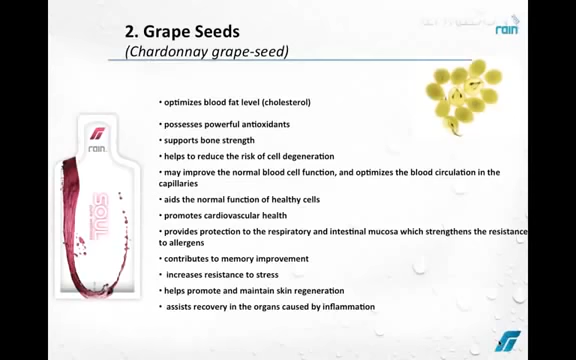 2. Grape Seeds
(Chardonnay grape-seed)
rain
• optimizes blood fat level (cholesterol)
• possesses powerful antioxidants
• supports bone strength
• helps to reduce the risk of cell degeneration
• may improve the normal blood cell function, and optimizes the blood circulation in the
capillaries
• aids the normal function of healthy cells
• promotes cardiovascular health
• provides protection to the respiratory and intestinal mucosa which strengthens the resistance
to allergens
• contributes to memory improvement
• increases resistance to stress
• helps promote and maintain skin regeneration
• assists recovery in the organs caused by inflammation
rain
SOUL